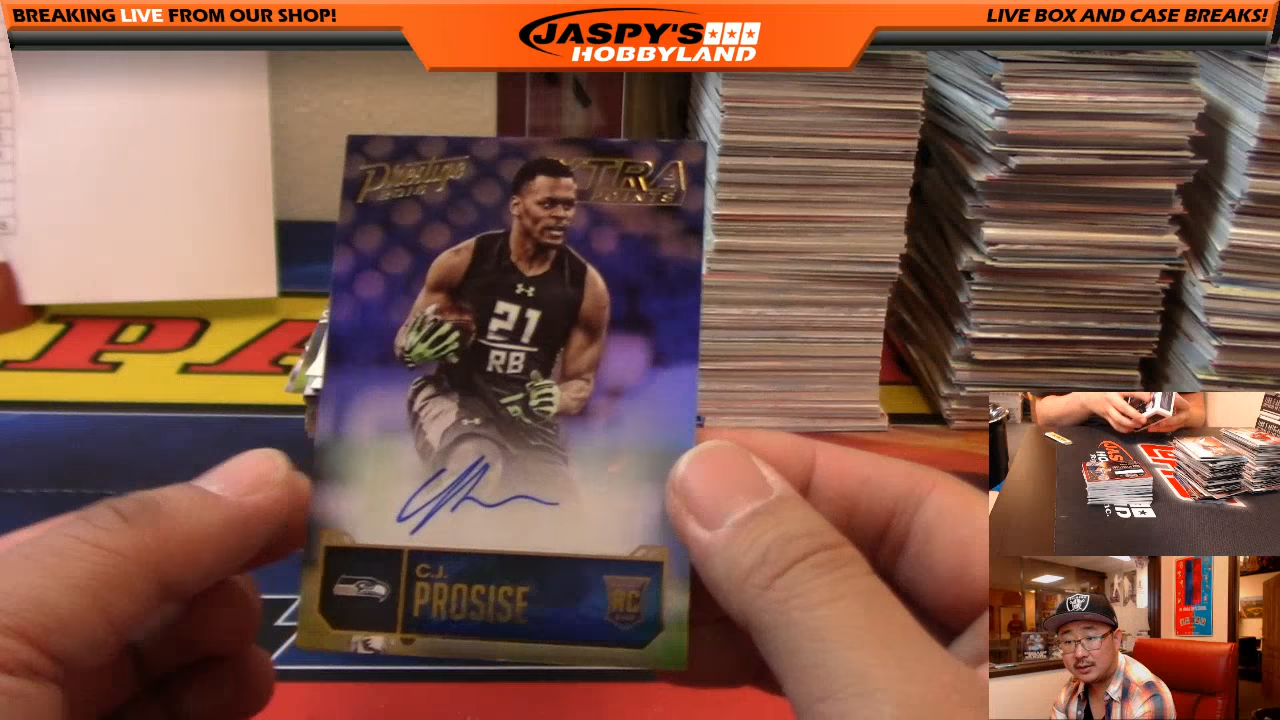 BREAKING LIVE FROM OUR SHOP!
JASPY'S
HOBBYLAND
LIVE BOX AND CASE BREAKS!
Prestige
2016
XTRA
POINTS
21
RB
PA
C.J.
PROSISE
RC